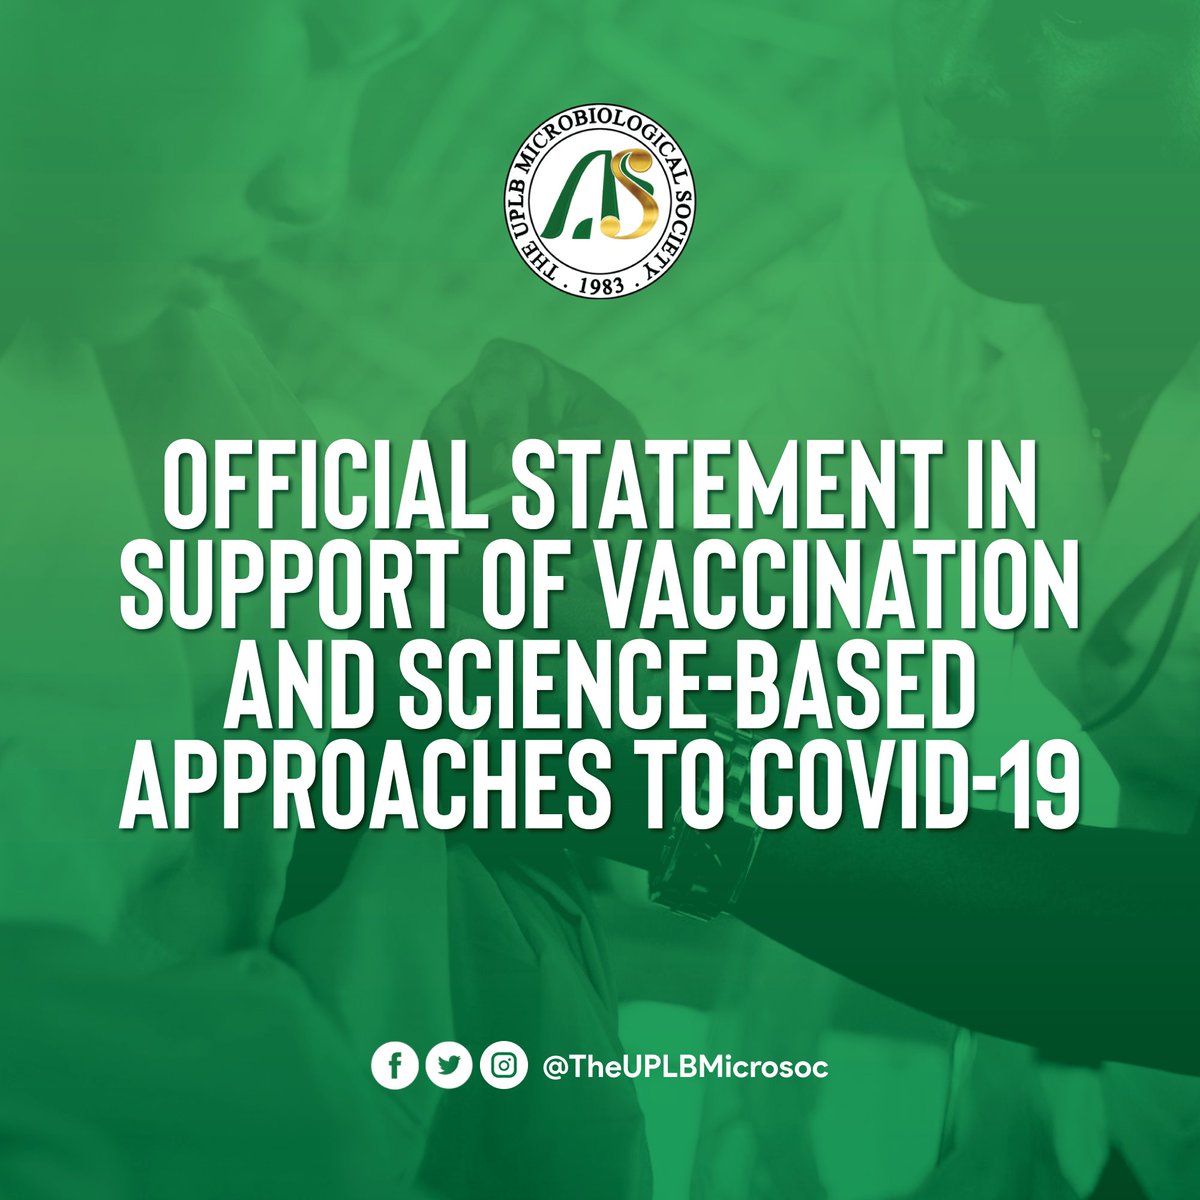 THE UPLB MICROBIOLOGICAL SOCIETY
AS
. 1983 .
OFFICIAL STATEMENT IN
SUPPORT OF VACCINATION
AND SCIENCE-BASED
APPROACHES TO COVID-19
@TheUPLBMicrosoc